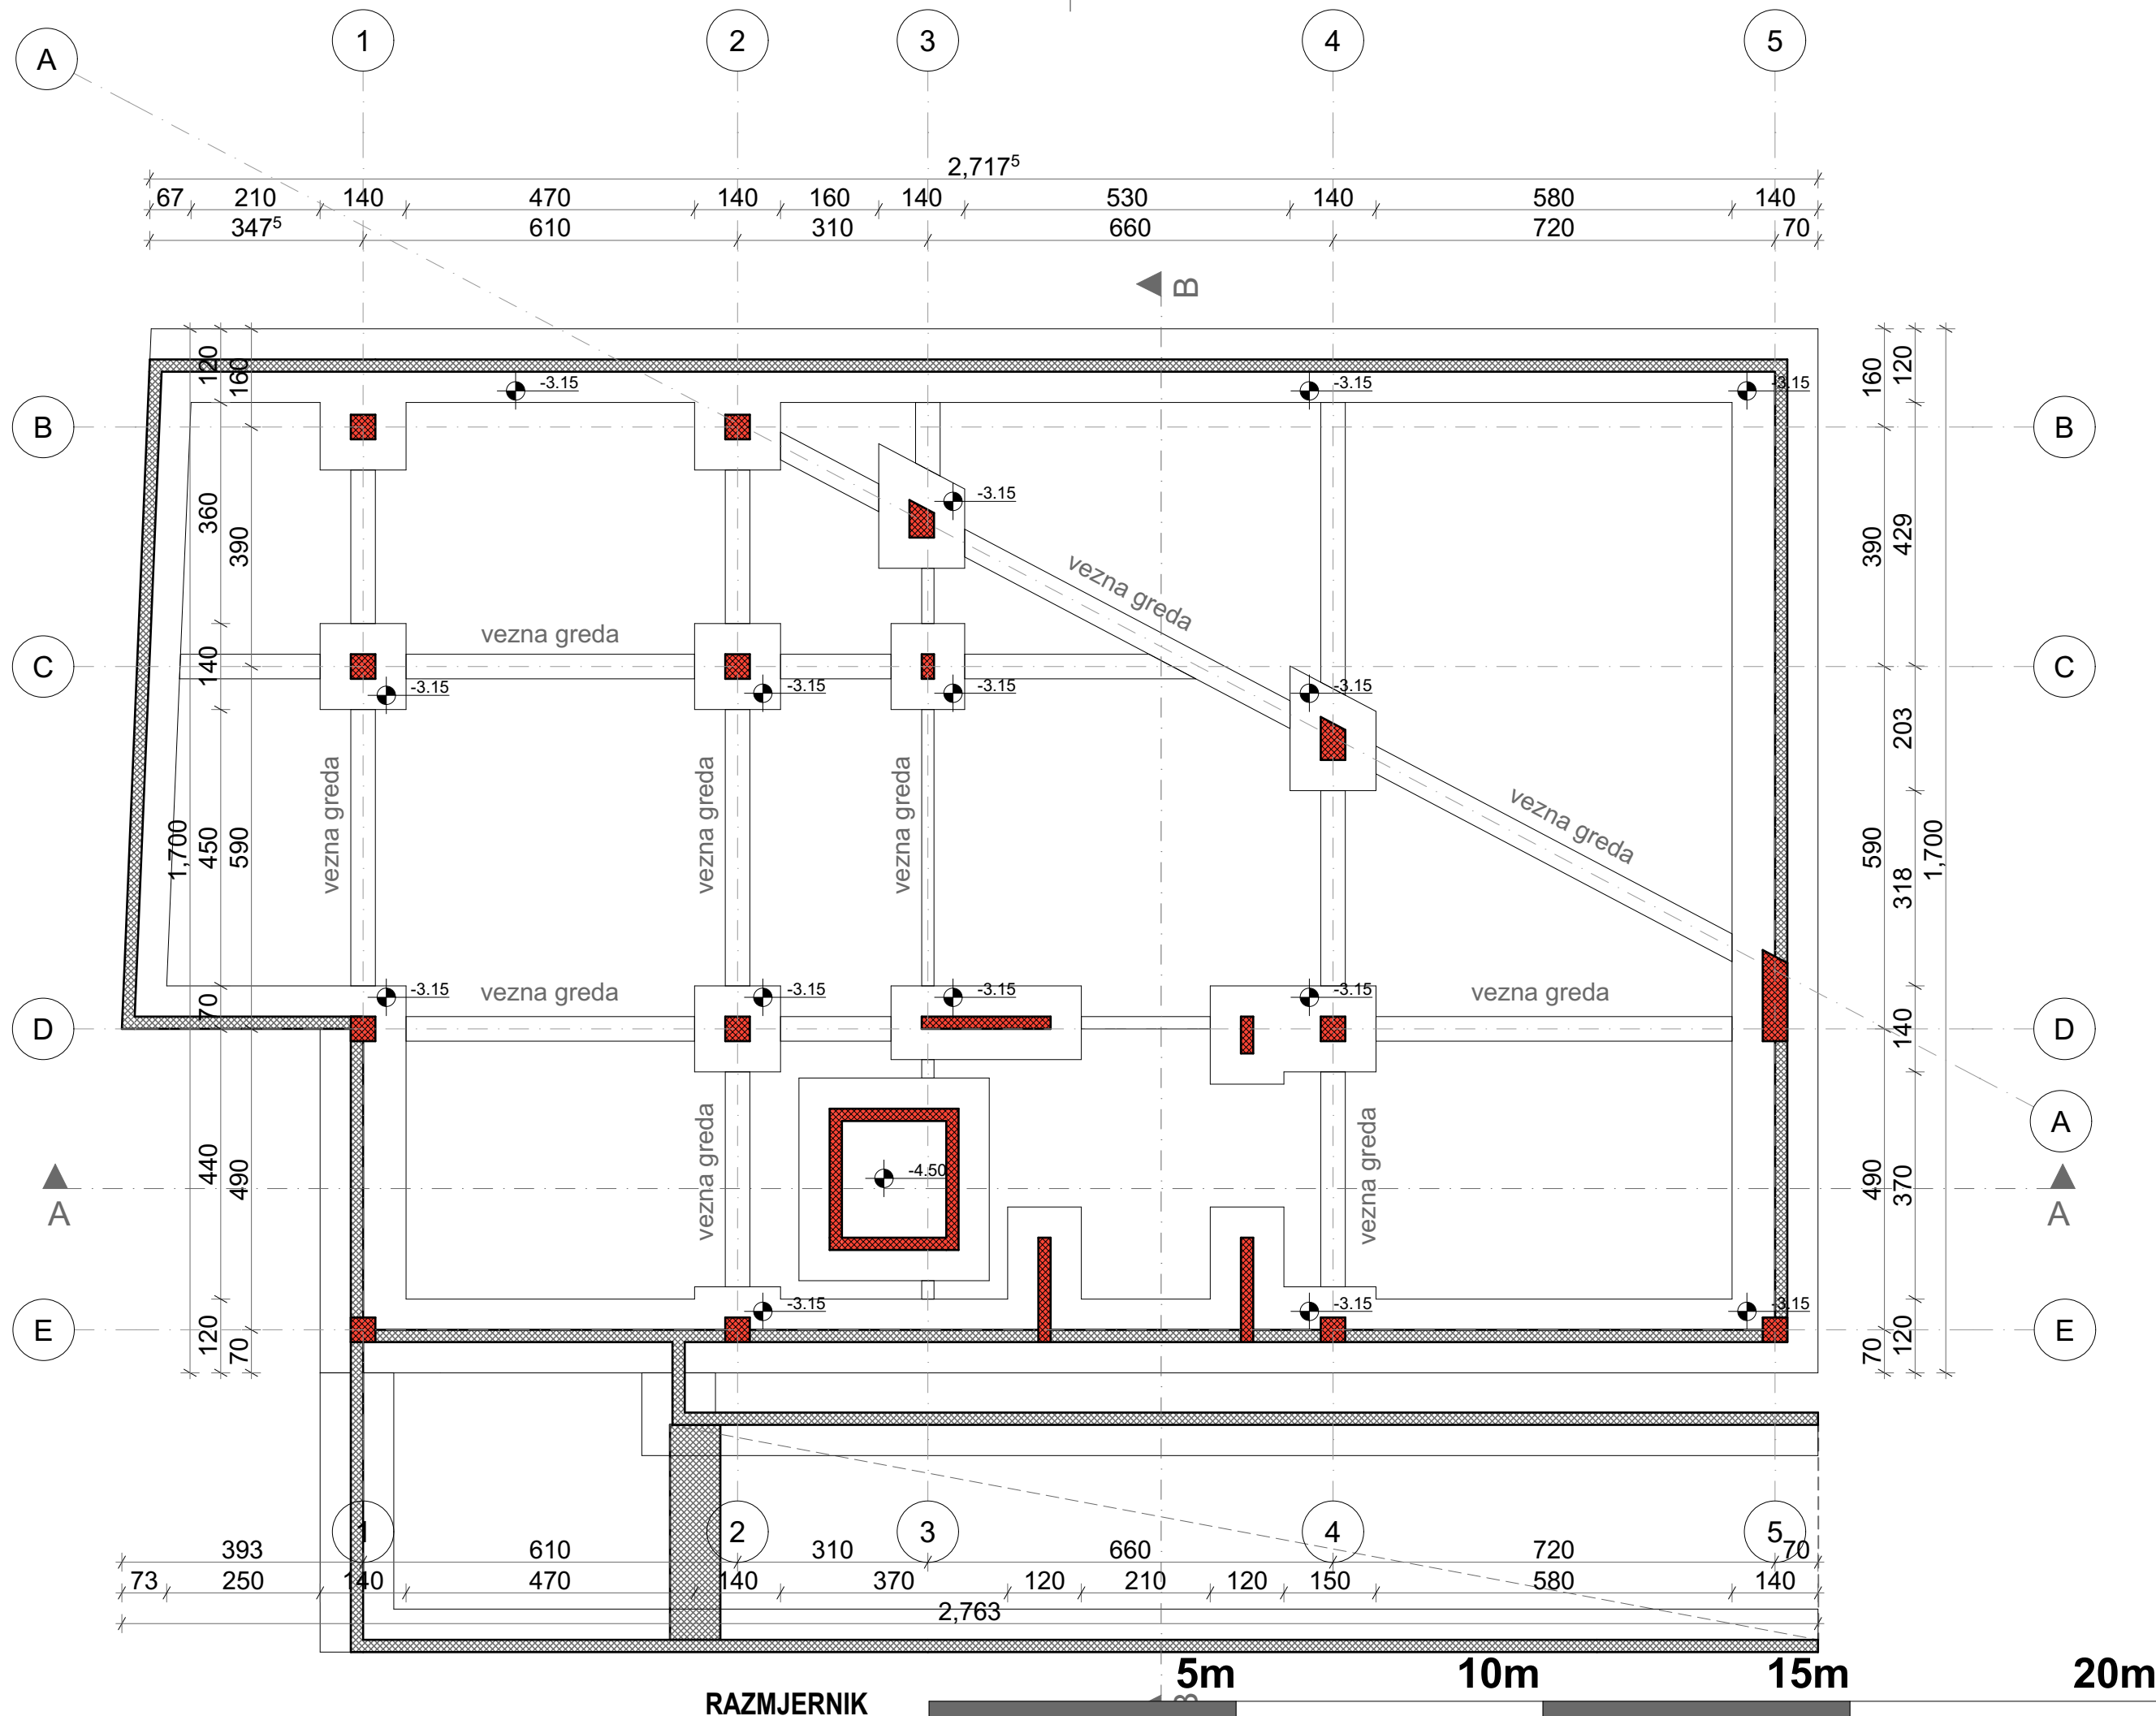 A 1 2 3 4 5
2,717⁵
67 210 140 470 140 160 140 530 140 580 140
347⁵ 610 310 660 720 70
B
120 160 160 120
-3.15 -3.15 -3.15
B B
360 390 -3.15 390 429
vezna greda
vezna greda
C 140 C
-3.15 -3.15 -3.15 -3.15
203
vezna greda vezna greda vezna greda vezna greda
1,700 450 590 590 318 1,700
-3.15 vezna greda -3.15 -3.15 -3.15 vezna greda
70
D D
140
A
vezna greda vezna greda
440 490 -4.50 490 370
A A
-3.15 -3.15 -3.15
E E
120 70 70 120
1 2 3 4 5
393 610 310 660 720 70
73 250 140 470 140 370 120 210 120 150 580 140
2,763
5m 10m 15m 20m
RAZMJERNIK B